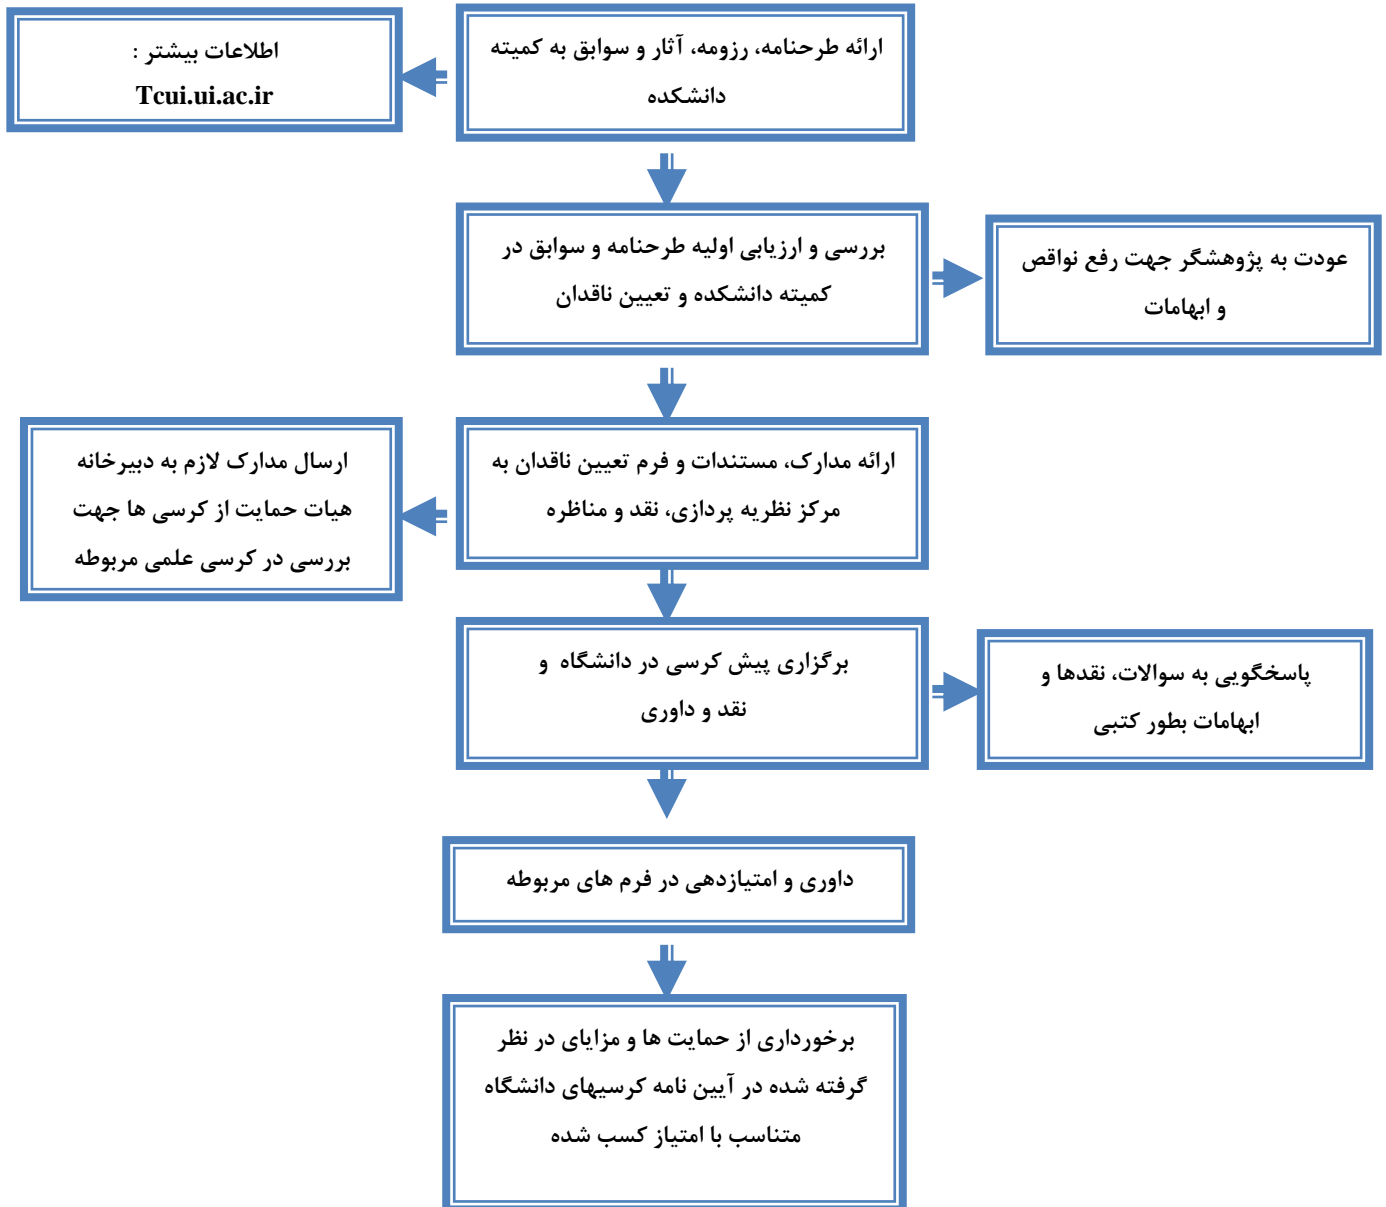 ارائه طرحنامه، رزومه، آثار و سوابق به کمیته
دانشکده
اطلاعات بیشتر :
Tcui.ui.ac.ir
بررسی و ارزیابی اولیه طرحنامه و سوابق در
کمیته دانشکده و تعیین ناقدان
عودت به پژوهشگر جهت رفع نواقص
و ابهامات
ارائه مدارک، مستندات و فرم تعیین ناقدان به
مرکز نظریه پردازی، نقد و مناظره
ارسال مدارک لازم به دبیرخانه
هیات حمایت از کرسی ها جهت
بررسی در کرسی علمی مربوطه
برگزاری پیش کرسی در دانشگاه و
نقد و داوری
پاسخگویی به سوالات، نقدها و
ابهامات بطور کتبی
داوری و امتیازدهی در فرم های مربوطه
برخورداری از حمایت ها و مزایای در نظر
گرفته شده در آیین نامه کرسیهای دانشگاه
متناسب با امتیاز کسب شده